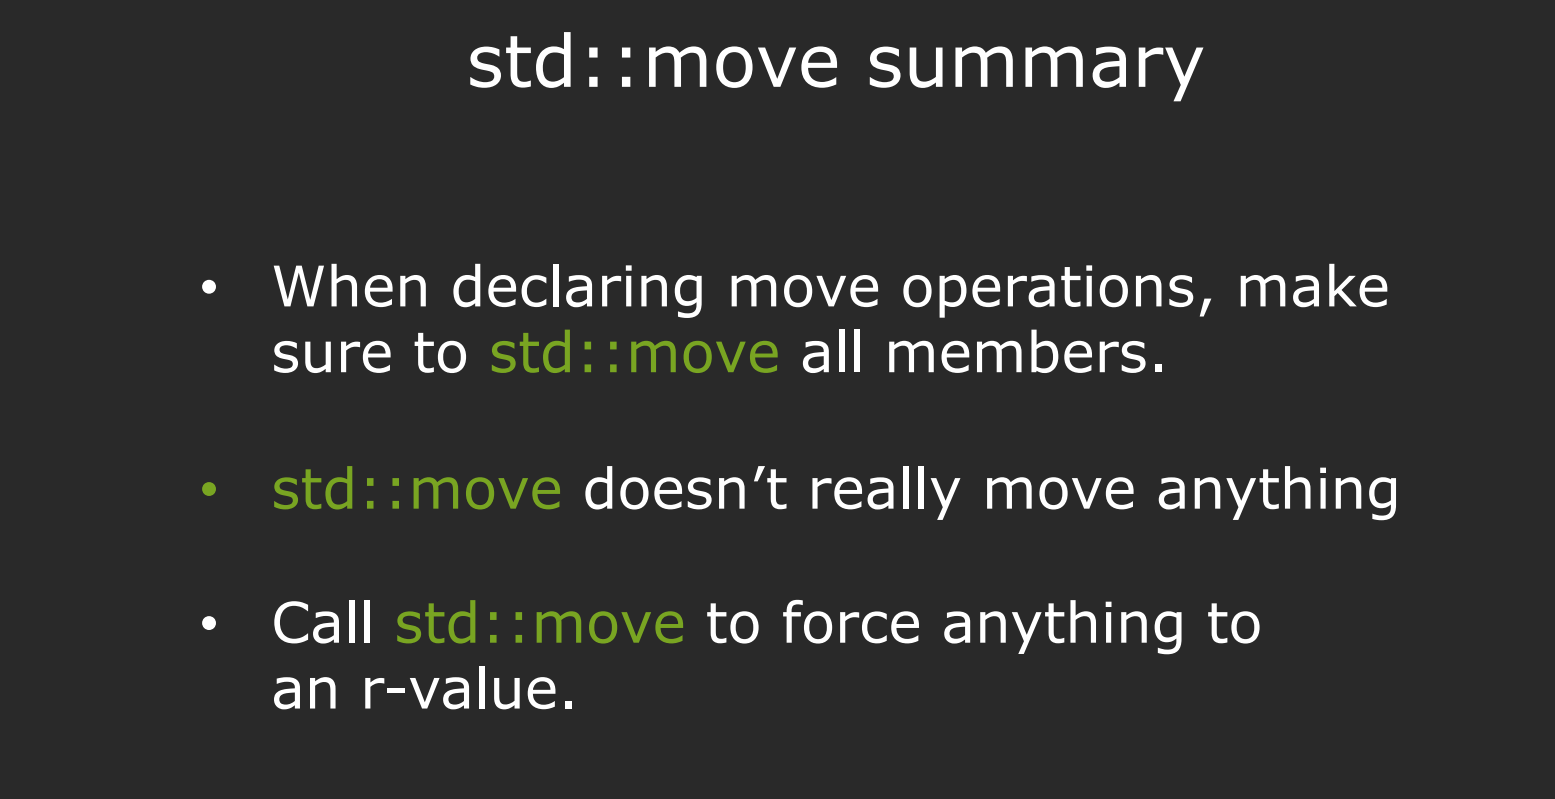 std::move summary
• When declaring move operations, make
sure to std::move all members.
• std::move doesn’t really move anything
• Call std::move to force anything to
an r-value.